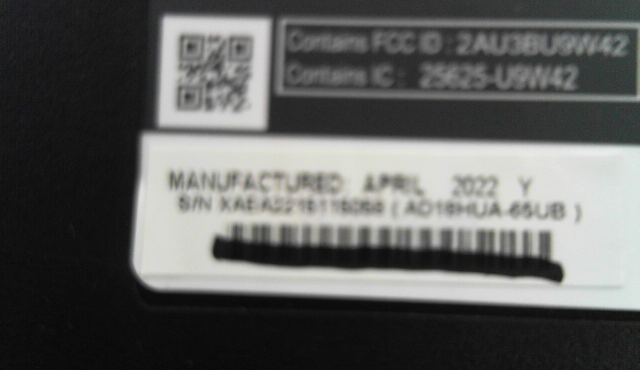 Contains FCC ID : 2AU3BU9W42
Contains IC : 25625-U9W42
MANUFACTURED: APRIL 2022 Y
S/N